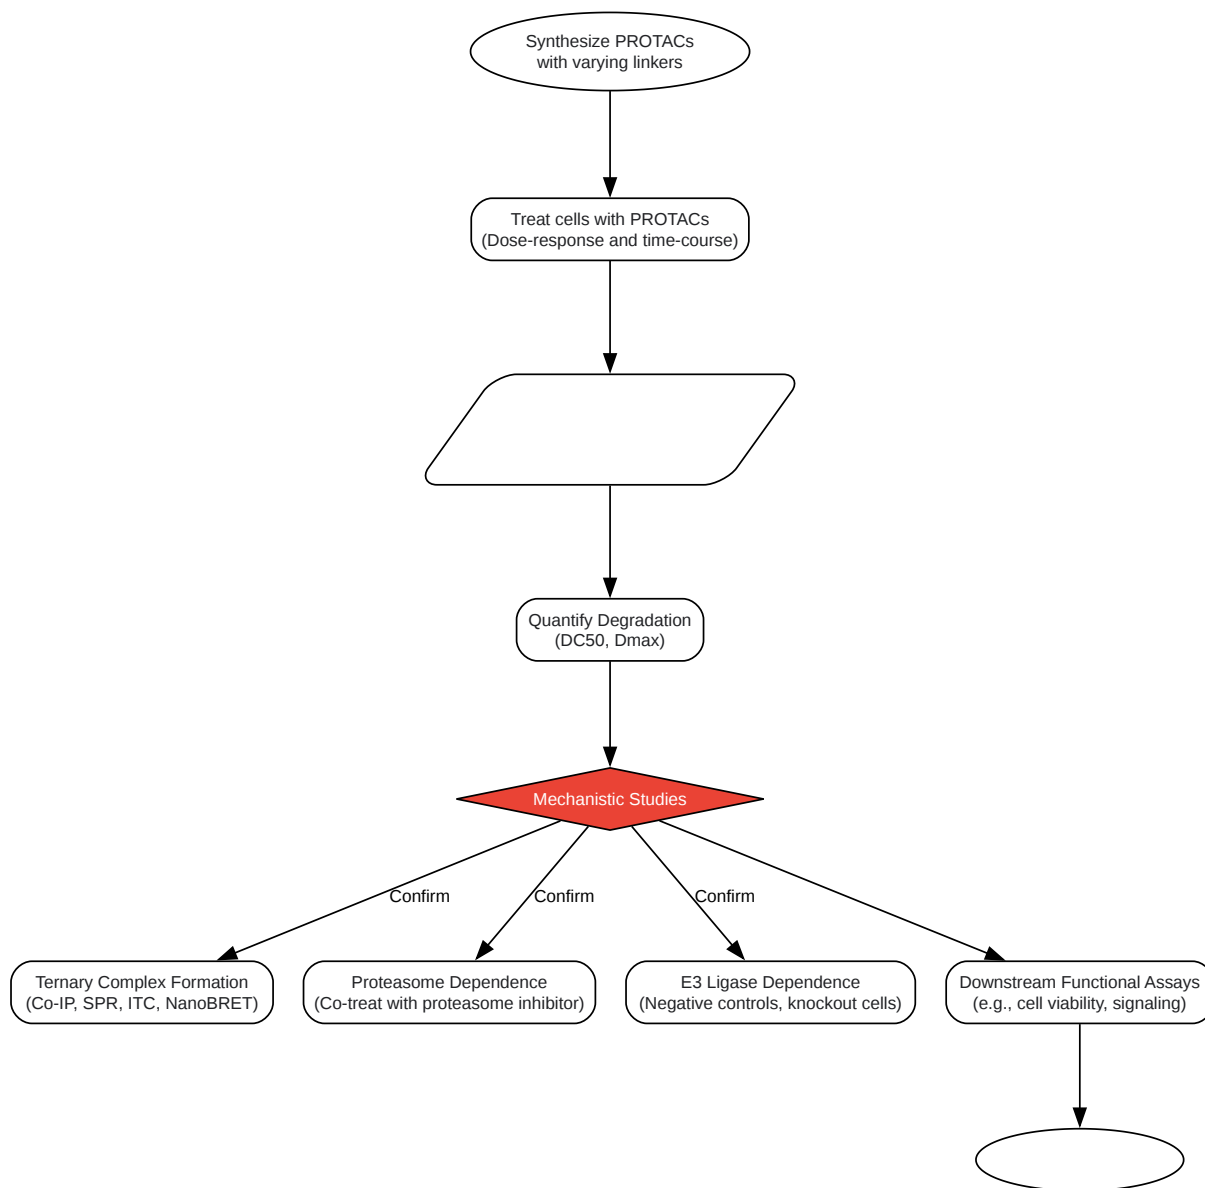 Synthesize PROTACs
with varying linkers
Treat cells with PROTACs
(Dose-response and time-course)
Quantify Degradation
(DC50, Dmax)
Mechanistic Studies
Confirm
Confirm
Confirm
Ternary Complex Formation
(Co-IP, SPR, ITC, NanoBRET)
Proteasome Dependence
(Co-treat with proteasome inhibitor)
E3 Ligase Dependence
(Negative controls, knockout cells)
Downstream Functional Assays
(e.g., cell viability, signaling)